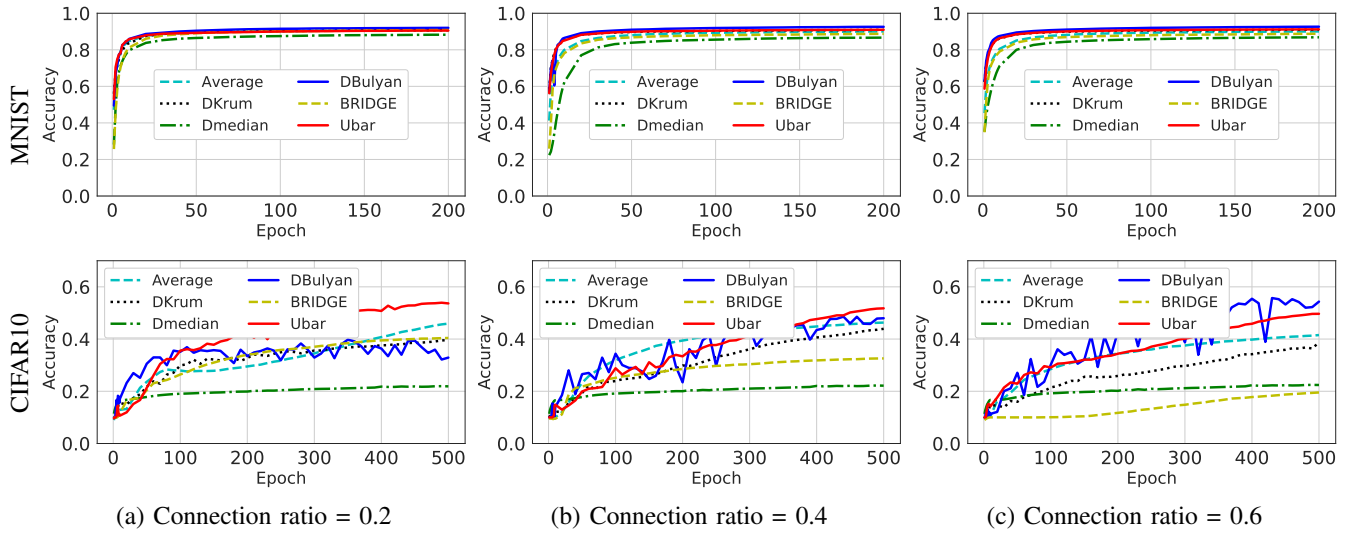 MNIST
Accuracy
1.0
0.8
0.6
0.4
0.2
0.0
Average DBulyan
DKrum BRIDGE
Dmedian Ubar
0 50 100 150 200
Epoch
Accuracy
1.0
0.8
0.6
0.4
0.2
0.0
Average DBulyan
DKrum BRIDGE
Dmedian Ubar
0 50 100 150 200
Epoch
Accuracy
1.0
0.8
0.6
0.4
0.2
0.0
Average DBulyan
DKrum BRIDGE
Dmedian Ubar
0 50 100 150 200
Epoch
CIFAR10
Accuracy
0.6
0.4
0.2
0.0
Average DBulyan
DKrum BRIDGE
Dmedian Ubar
0 100 200 300 400 500
Epoch
Accuracy
0.6
0.4
0.2
0.0
Average DBulyan
DKrum BRIDGE
Dmedian Ubar
0 100 200 300 400 500
Epoch
Accuracy
0.6
0.4
0.2
0.0
Average DBulyan
DKrum BRIDGE
Dmedian Ubar
0 100 200 300 400 500
Epoch
(a) Connection ratio = 0.2
(b) Connection ratio = 0.4
(c) Connection ratio = 0.6